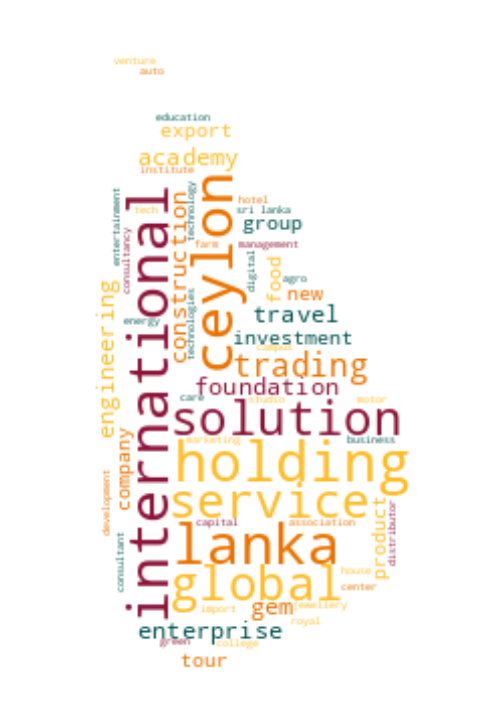 venture
auto
education
export
academy
institute
international
ceylon
construction
technology
entertainment
consultancy
tech
hotel
sri lanka
group
farm
management
digital
food
agro
new
engineering
energy
technologies
travel
investment
campus
trading
foundation
care
studio
motor
solution
company
marketing
business
holding
service
development
capital
association
product
distributor
lanka
consultant
global
house
center
import
gem
jewellery
royal
enterprise
green
college
tour